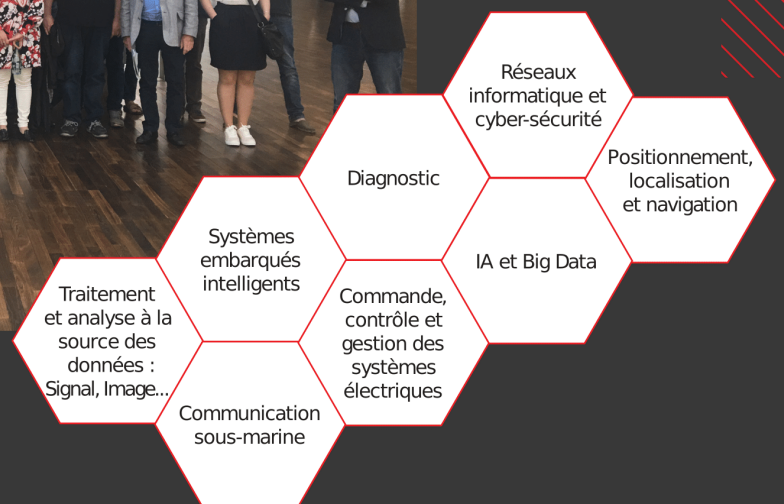 Réseaux
informatique et
cyber-sécurité
Positionnement,
localisation
et navigation
Diagnostic
IA et Big Data
Systèmes
embarqués
intelligents
Commande,
contrôle et
gestion des
systèmes
électriques
Traitement
et analyse à la
source des
données :
Signal, Image...
Communication
sous-marine